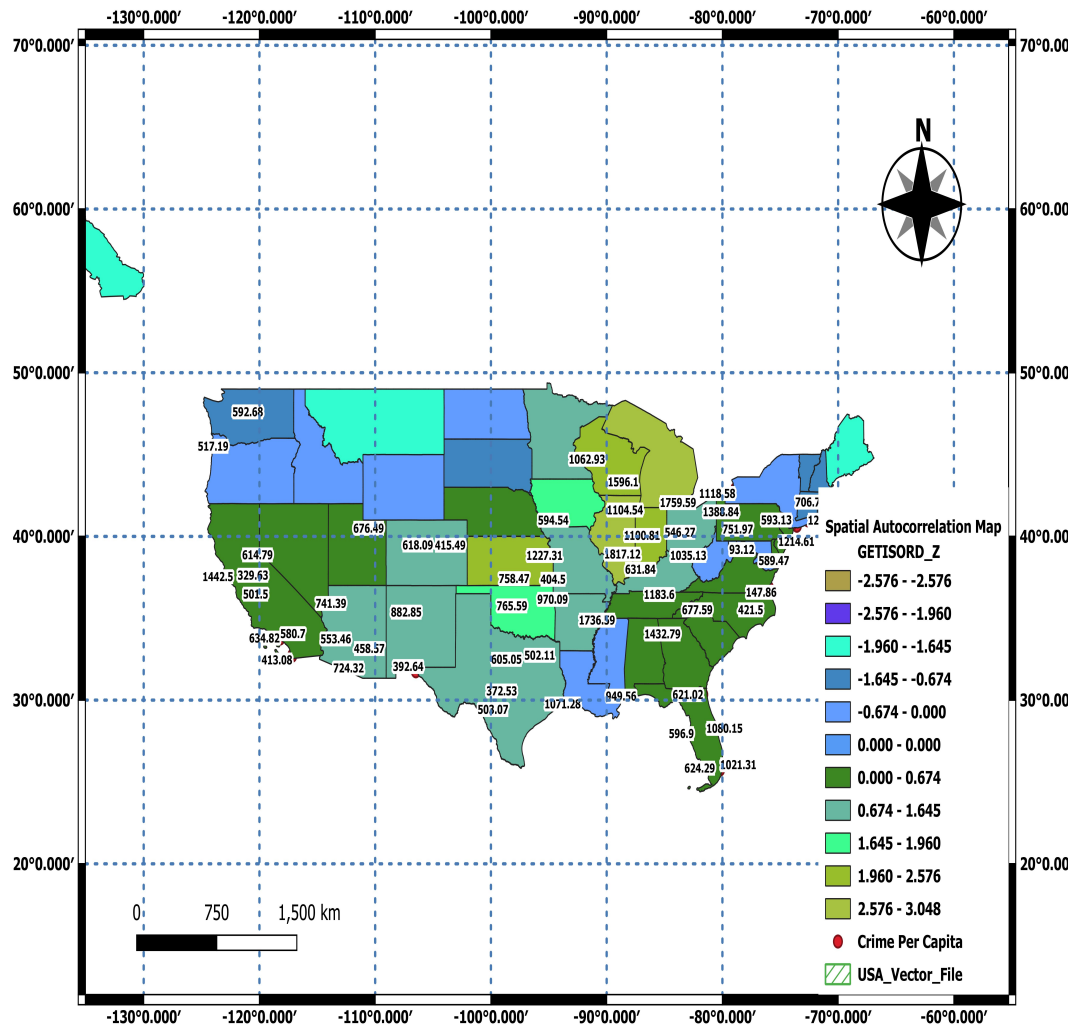 -130°0.000′ -120°0.000′ -110°0.000′ -100°0.000′ -90°0.000′ -80°0.000′ -70°0.000′ -60°0.000′
70°0.000′ 70°0.00
N
60°0.000′ 60°0.00
50°0.000′ 50°0.00
592.68
517.19
1062.93
1596.1
1759.59 1118.58
706.7
1104.54 1388.84
594.54 593.13 12
676.49 751.97
40°0.000′ 546.27 1190.81 40°0.00
618.09 415.49 1214.61
614.79 1227.31 1817.12 1035.13 93.12
589.47
1442.5 329.63 758.47 404.5 631.84
501.5 1183.6 147.86
741.39 765.59 970.09
882.85 677.59 421.5
1736.59
634.82 580.7 553.46 1432.79
458.57
413.08 724.32 392.64 605.05 502.11
372.53 621.02
30°0.000′ 503.07 1071.28 949.56 30°0.00
596.9 1080.15
624.29 1021.31
20°0.000′ 20°0.00
Spatial Autocorrelation Map
GETISORD_Z
-2.576 - -2.576
-2.576 - -1.960
-1.960 - -1.645
-1.645 - -0.674
-0.674 - 0.000
0.000 - 0.000
0.000 - 0.674
0.674 - 1.645
1.645 - 1.960
1.960 - 2.576
2.576 - 3.048
Crime Per Capita
USA_Vector_File
0 750 1,500 km
-130°0.000′ -120°0.000′ -110°0.000′ -100°0.000′ -90°0.000′ -80°0.000′ -70°0.000′ -60°0.000′